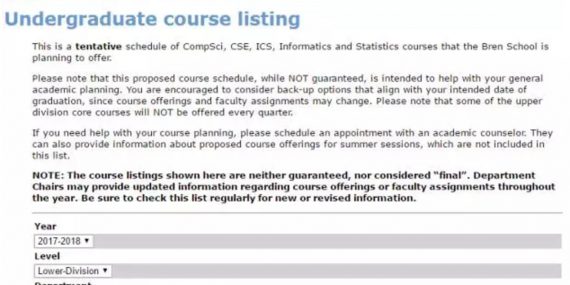 Undergraduate course listing
This is a tentative schedule of CompSci, CSE, ICS, Informatics and Statistics courses that the Bren School is
planning to offer.
Please note that this proposed course schedule, while NOT guaranteed, is intended to help with your general
academic planning. You are encouraged to consider back-up options that align with your intended date of
graduation, since course offerings and faculty assignments may change. Please note that some of the upper
division core courses will NOT be offered every quarter.
If you need help with your course planning, please schedule an appointment with an academic counselor. They
can also provide information about proposed course offerings for summer sessions, which are not included in
this list.
NOTE: The course listings shown here are neither guaranteed, nor considered “final”. Department
Chairs may provide updated information regarding course offerings or faculty assignments throughout
the year. Be sure to check this list regularly for new or revised information.
Year
2017-2018
Level
Lower-Division